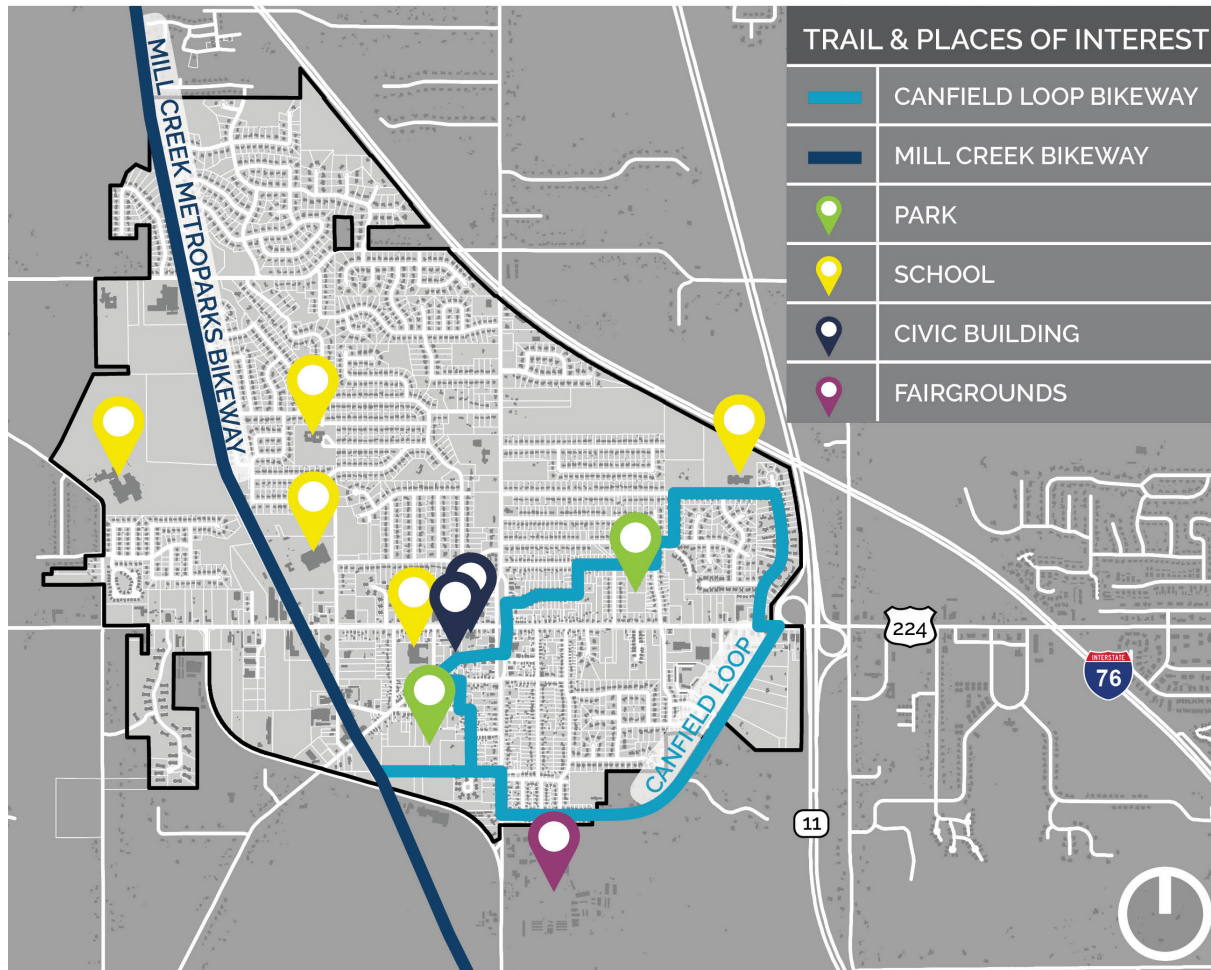 TRAIL & PLACES OF INTEREST
CANFIELD LOOP BIKEWAY
MILL CREEK BIKEWAY
PARK
SCHOOL
CIVIC BUILDING
FAIRGROUNDS
MILL CREEK METROPARKS BIKEWAY
CANFIELD LOOP
224
INTERSTATE
76
11